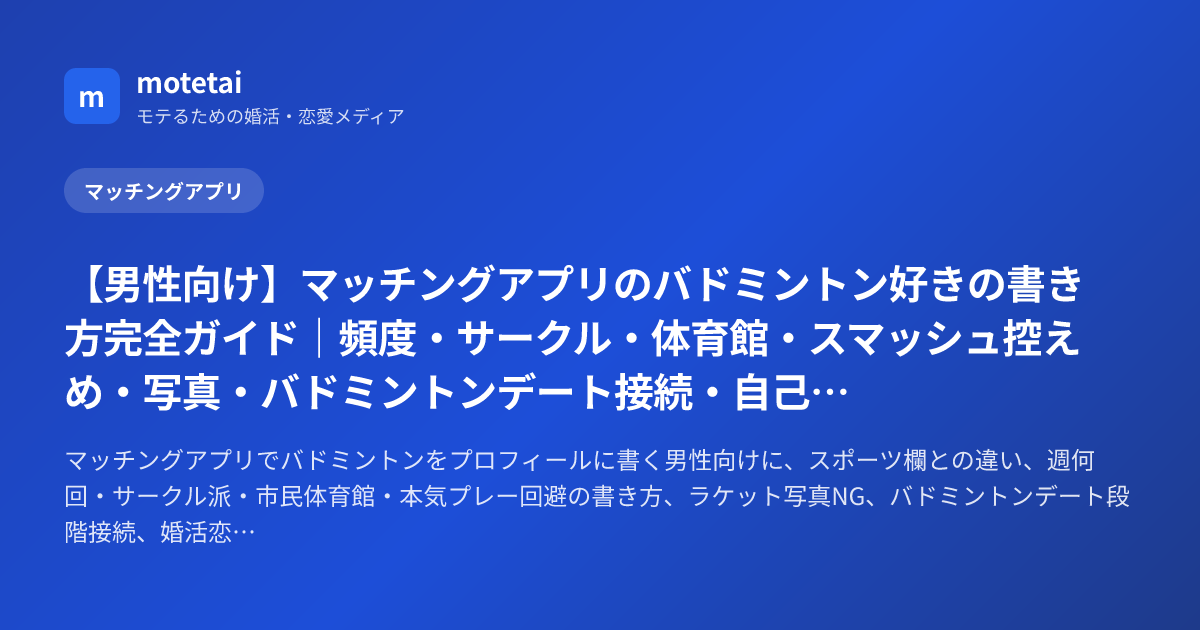 m
motetai
モテるための婚活・恋愛メディア
マッチングアプリ
【男性向け】マッチングアプリのバドミントン好きの書き
方完全ガイド｜頻度・サークル・体育館・スマッシュ控え
め・写真・バドミントンデート接続・自己…
マッチングアプリでバドミントンをプロフィールに書く男性向けに、スポーツ欄との違い、週何
回・サークル派・市民体育館・本気プレー回避の書き方、ラケット写真NG、バドミントンデート段
階接続、婚活恋…